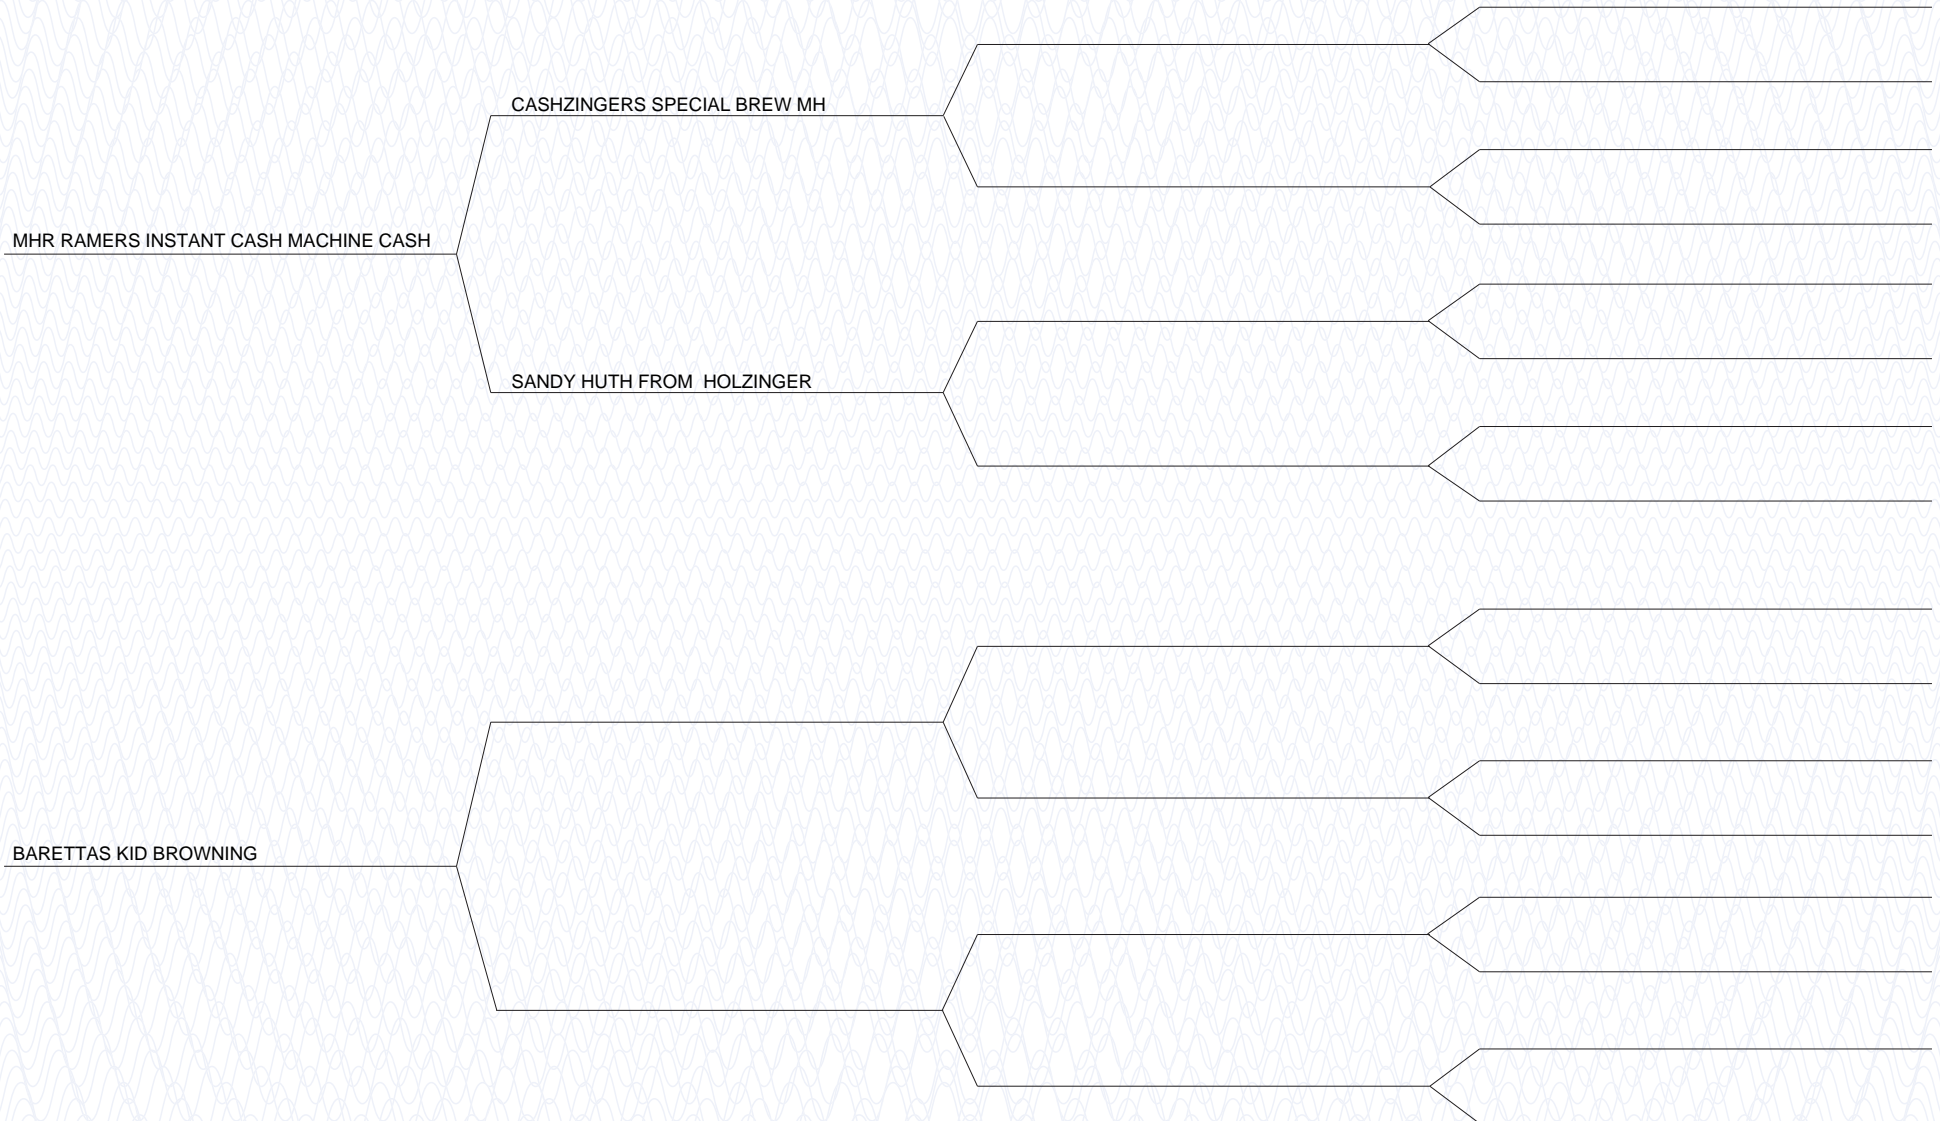 CASHZINGERS SPECIAL BREW MH
MHR RAMERS INSTANT CASH MACHINE CASH
SANDY HUTH FROM  HOLZINGER
BARETTAS KID BROWNING